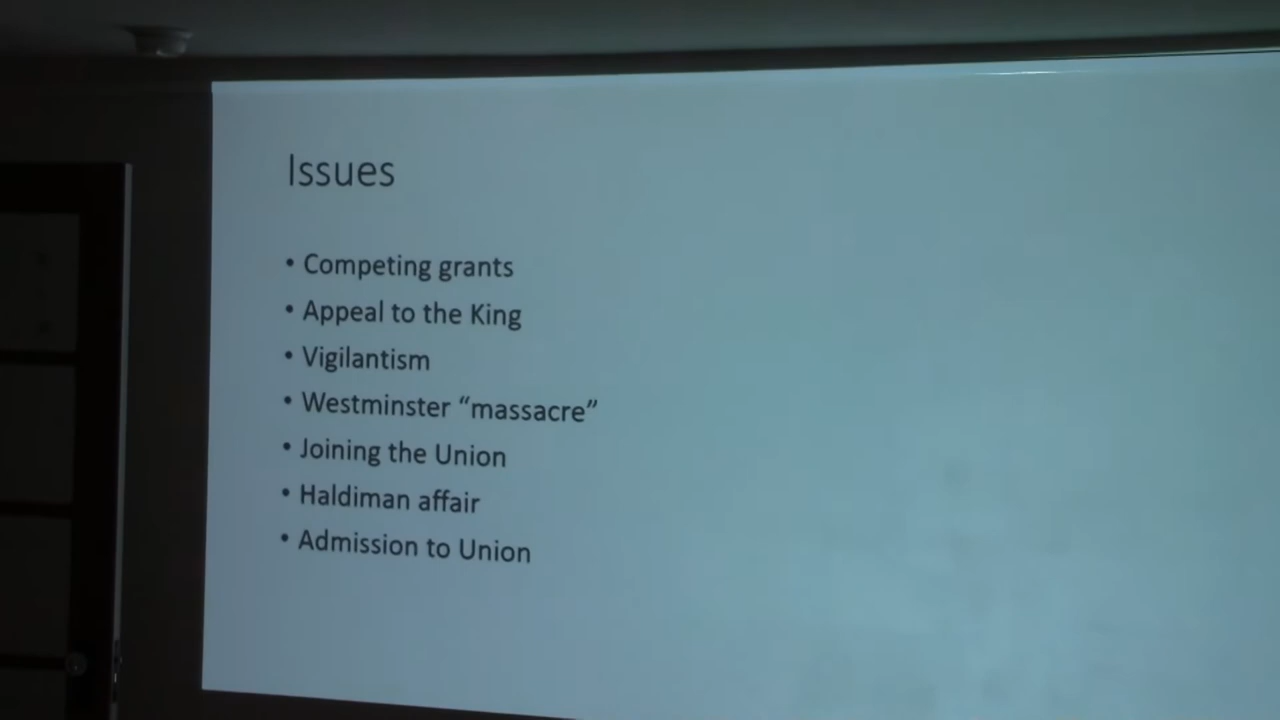 Issues
• Competing grants
• Appeal to the King
• Vigilantism
• Westminster “massacre”
• Joining the Union
• Haldiman affair
• Admission to Union